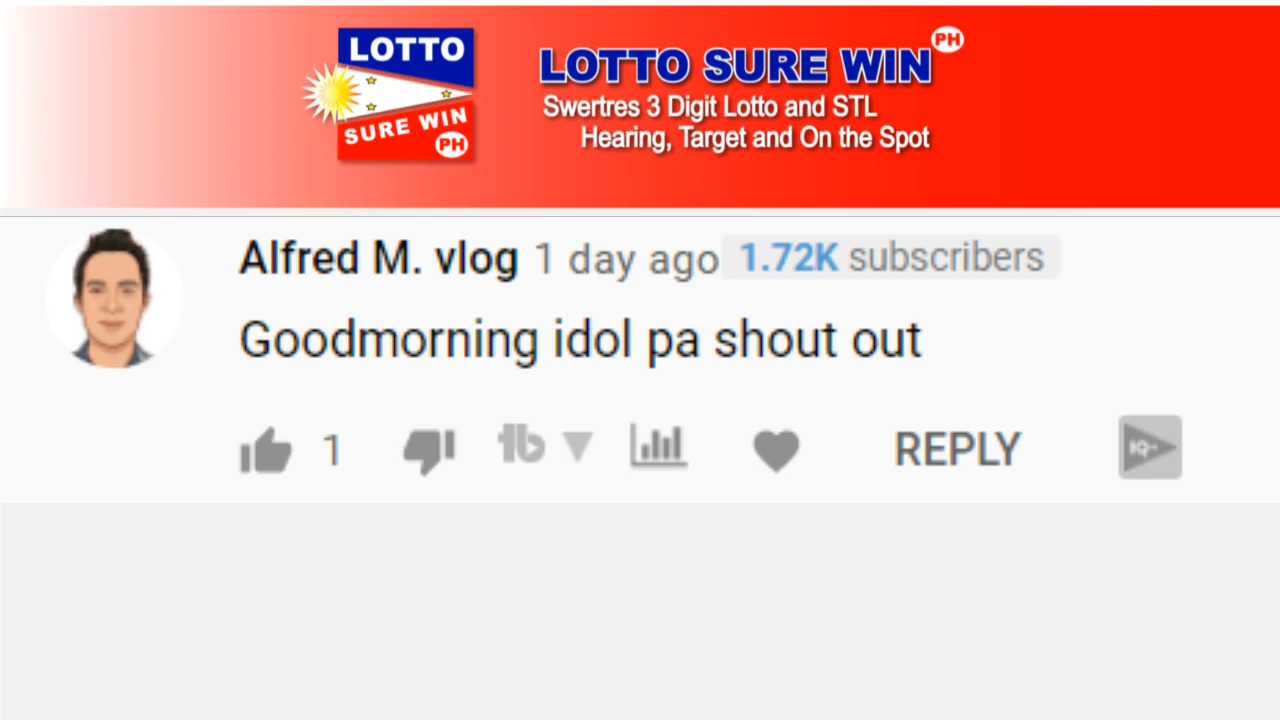 LOTTO
SURE WIN
PH
LOTTO SURE WIN PH
Swertres 3 Digit Lotto and STL
Hearing, Target and On the Spot
Alfred M. vlog 1 day ago 1.72K subscribers
Goodmorning idol pa shout out
1 REPLY